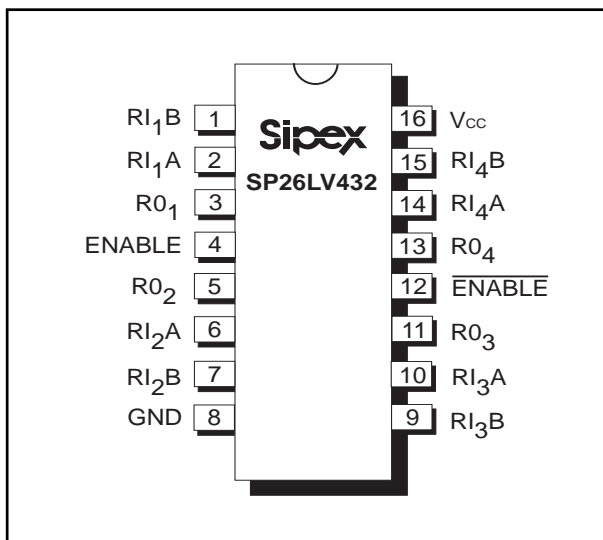 RI1B 1 16 Vcc
Sipex
RI1A 2 15 RI4B
SP26LV432
R01 3 14 RI4A
ENABLE 4 13 R04
R02 5 12 ENABLE
RI2A 6 11 R03
RI2B 7 10 RI3A
GND 8 9 RI3B